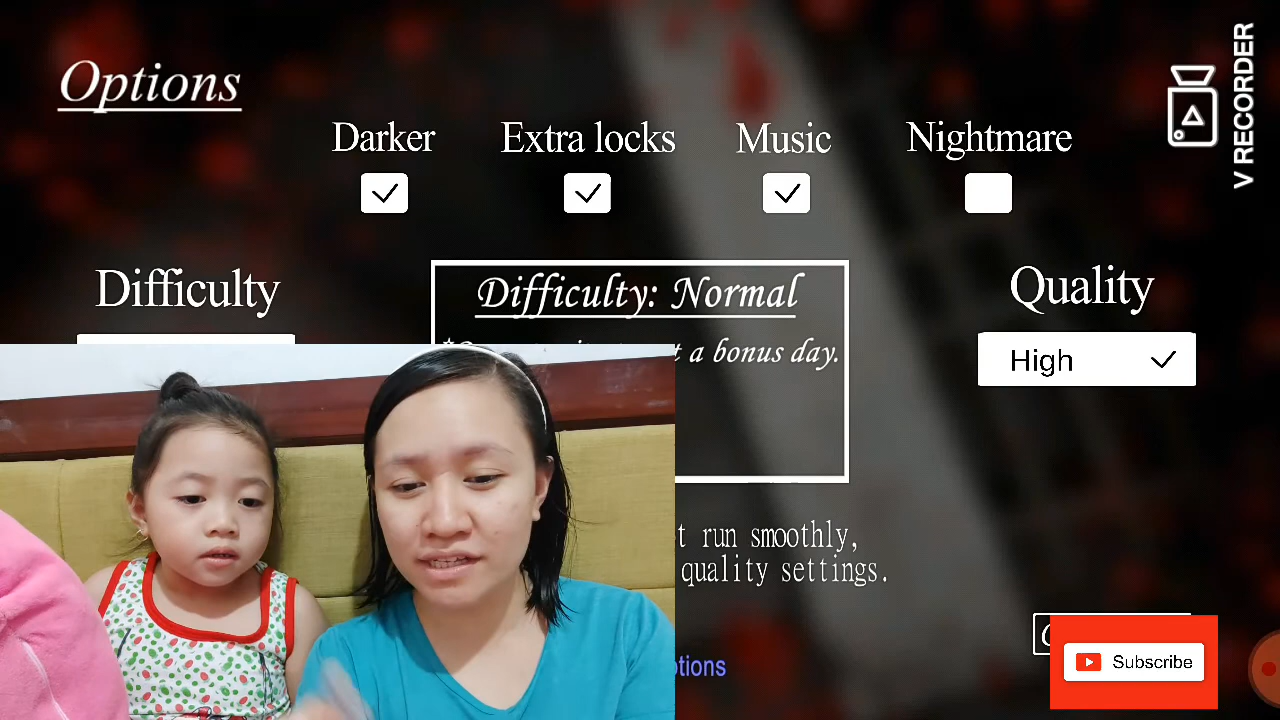 Options
V RECORDER
Darker
Extra locks
Music
Nightmare
Difficulty
Difficulty: Normal
a bonus day.
Quality
High
run smoothly,
quality settings.
Subscribe